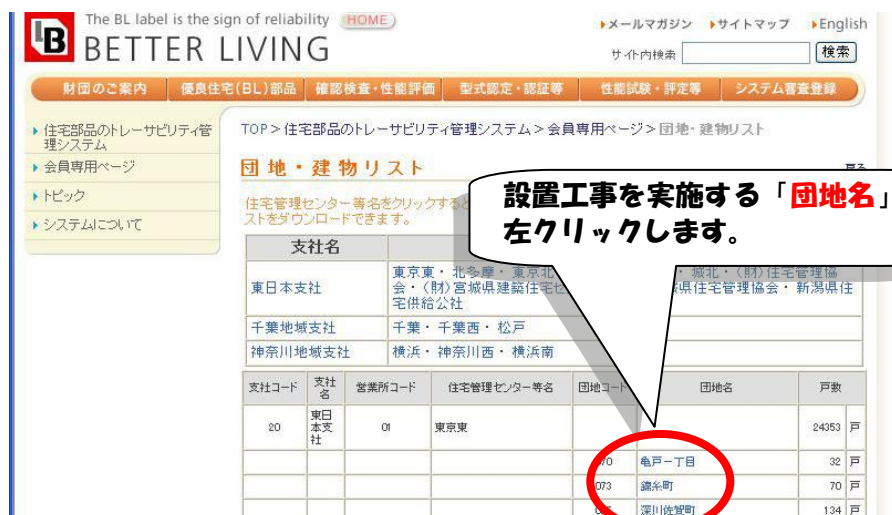 The BL label is the sign of reliability HOME
BL
BETTER LIVING
メールマガジン サイトマップ English
サイト内検索 検索
財団のご案内 優良住宅(BL)部品 確認検査・性能評価 型式認定・認証等 性能試験・評定等 システム審査登録
住宅部品のトレーサビリティ管理システム
会員専用ページ
トピック
システムについて
TOP > 住宅部品のトレーサビリティ管理システム > 会員専用ページ > 団地・建物リスト
団地・建物リスト
戻る
住宅管理センター等名をクリックすると
ストをダウンロードできます。
設置工事を実施する「団地名」
左クリックします。
支社名
東日本支社
東京東・北多摩・東京北 ・城北・(財)住宅管理協
会・(財)宮城県建築住宅セ 県住宅管理協会・新潟県住
宅供給公社
千葉地域支社 千葉・千葉西・松戸
神奈川地域支社 横浜・神奈川西・横浜南
支社コード 支社名 営業所コード 住宅管理センター等名 団地コード 団地名 戸数
20 東日本支社 01 東京東 24353 戸
70 亀戸一丁目 32 戸
073 錦糸町 70 戸
深川佐賀町 134 戸